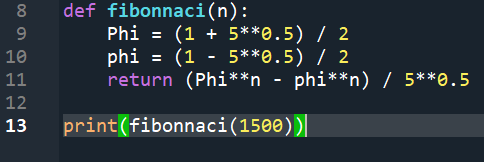 8 def fibonnaci(n):
9 Phi = (1 + 5**0.5) / 2
10 phi = (1 - 5**0.5) / 2
11 return (Phi**n - phi**n) / 5**0.5
12
13 print(fibonnaci(1500))